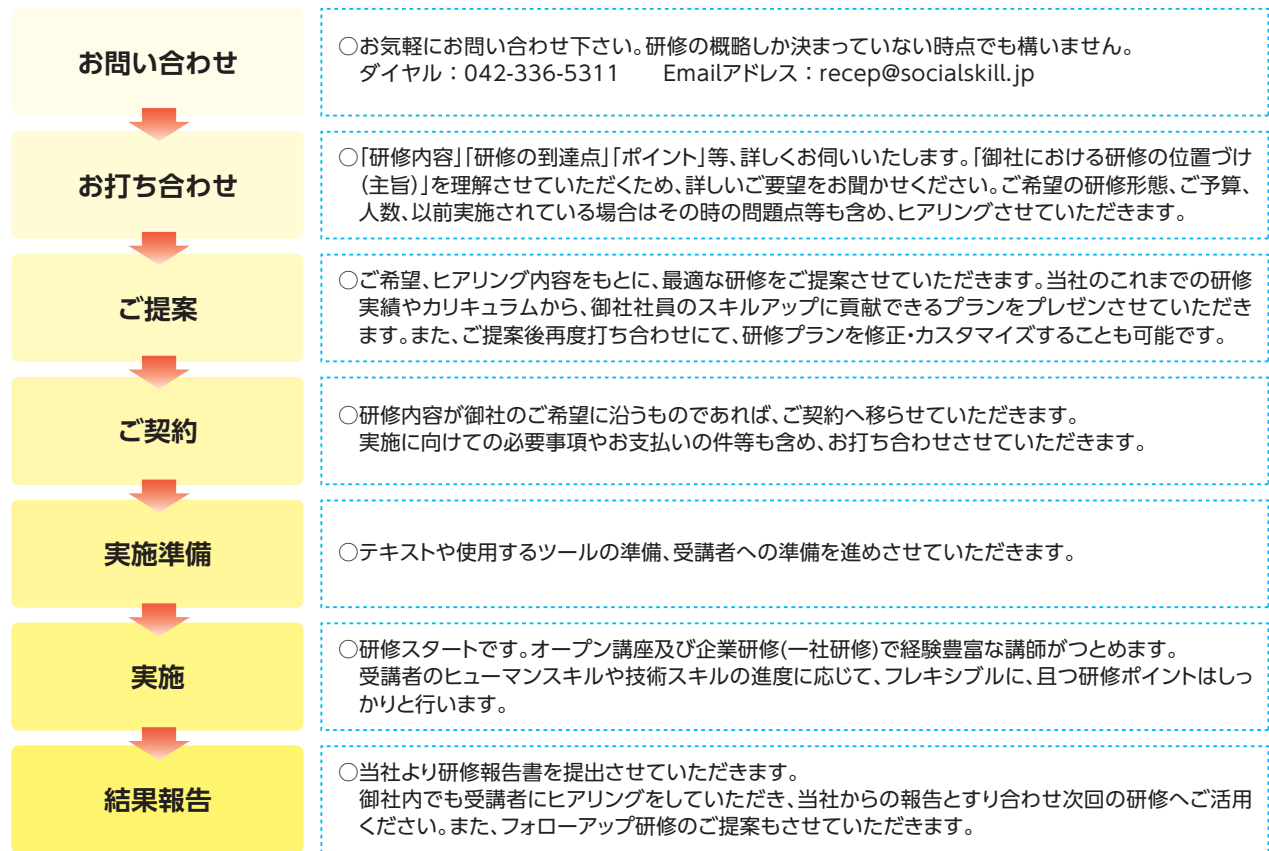 お問い合わせ
○お気軽にお問い合わせ下さい。研修の概略しか決まっていない時点でも構いません。
ダイヤル：042-336-5311　　Emailアドレス：recep@socialskill.jp
お打ち合わせ
○「研修内容」「研修の到達点」「ポイント」等、詳しくお伺いいたします。「御社における研修の位置づけ
（主旨）」を理解させていただくため、詳しいご要望をお聞かせください。ご希望の研修形態、ご予算、
人数、以前実施されている場合はその時の問題点等も含め、ヒアリングさせていただきます。
ご提案
○ご希望、ヒアリング内容をもとに、最適な研修をご提案させていただきます。当社のこれまでの研修
実績やカリキュラムから、御社社員のスキルアップに貢献できるプランをプレゼンさせていただき
ます。また、ご提案後再度打ち合わせにて、研修プランを修正・カスタマイズすることも可能です。
ご契約
○研修内容が御社のご希望に沿うものであれば、ご契約へ移らせていただきます。
実施に向けての必要事項やお支払いの件等も含め、お打ち合わせさせていただきます。
実施準備
○テキストや使用するツールの準備、受講者への準備を進めさせていただきます。
実施
○研修スタートです。オープン講座及び企業研修(一社研修)で経験豊富な講師がつとめます。
受講者のヒューマンスキルや技術スキルの進度に応じて、フレキシブルに、且つ研修ポイントはしっ
かりと行います。
結果報告
○当社より研修報告書を提出させていただきます。
御社内でも受講者にヒアリングをしていただき、当社からの報告とすり合わせ次回の研修へご活用
ください。また、フォローアップ研修のご提案もさせていただきます。